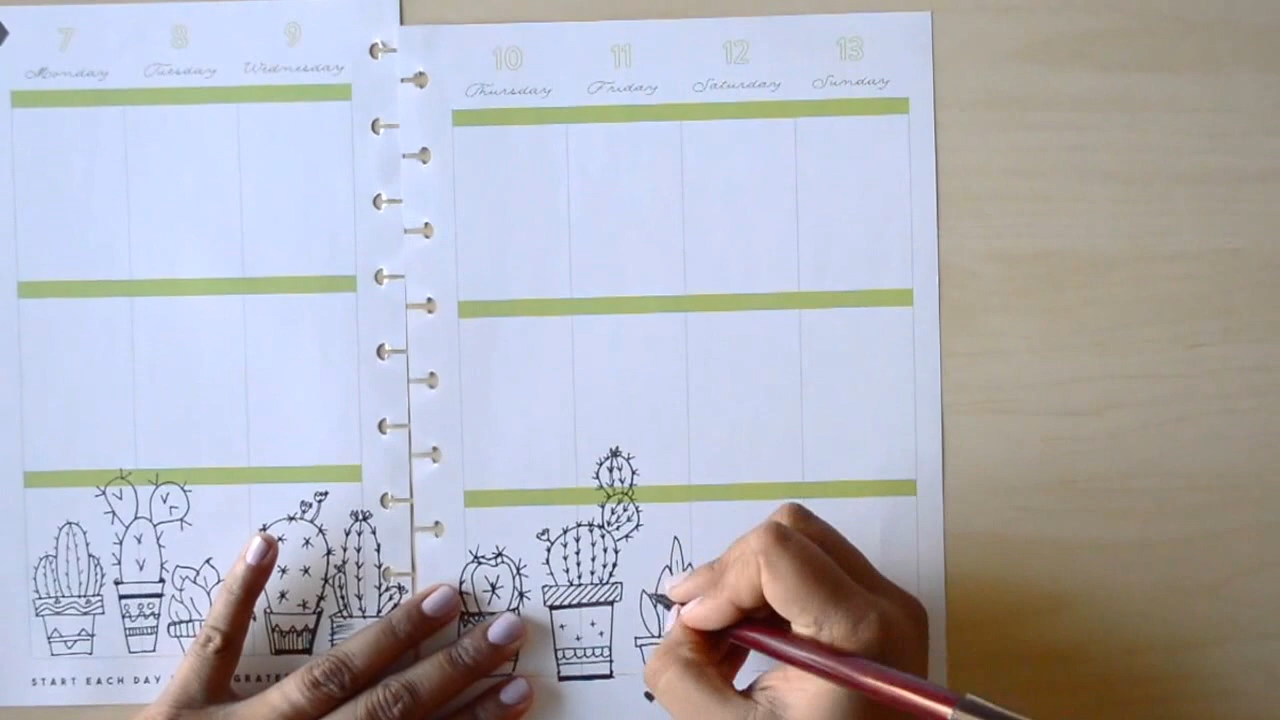 7 8 9
Monday Tuesday Wednesday
10 11 12 13
Thursday Friday Saturday Sunday
START EACH DAY